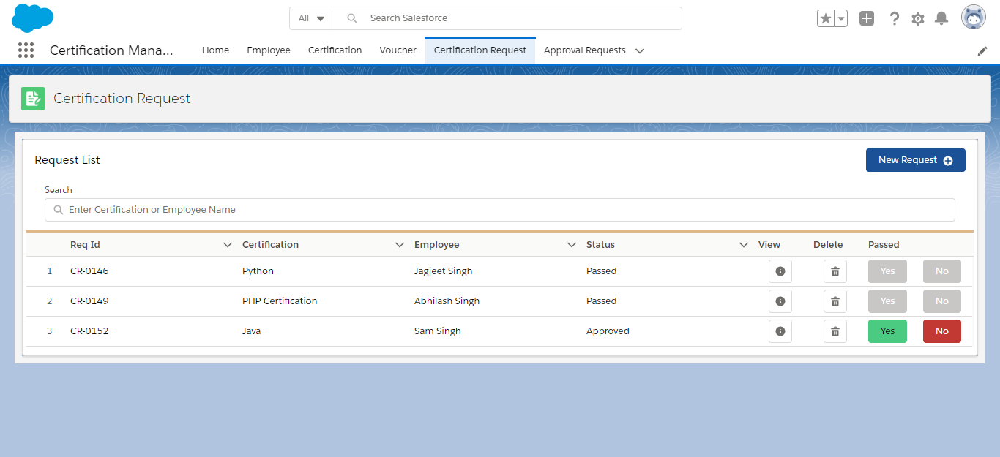 All Search Salesforce
Certification Mana... Home Employee Certification Voucher Certification Request Approval Requests
Certification Request
Request List New Request
Search
Enter Certification or Employee Name
Req Id Certification Employee Status View Delete Passed
1 CR-0146 Python Jagjeet Singh Passed Yes No
2 CR-0149 PHP Certification Abhilash Singh Passed Yes No
3 CR-0152 Java Sam Singh Approved Yes No